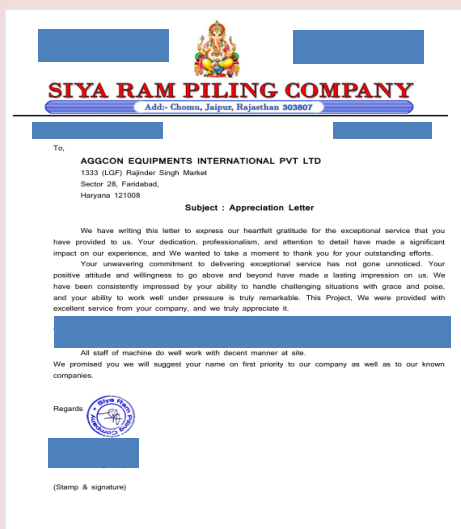 SIYA RAM PILING COMPANY
Add:- Chomu, Jaipur, Rajasthan 303807
To,
AGGCON EQUIPMENTS INTERNATIONAL PVT LTD
1333 (LGF) Rajinder Singh Market
Sector 28, Faridabad,
Haryana 121008
Subject : Appreciation Letter
We have writing this letter to express our heartfelt gratitude for the exceptional service that you
have provided to us. Your dedication, professionalism, and attention to detail have made a significant
impact on our experience, and We wanted to take a moment to thank you for your outstanding efforts.
Your unwavering commitment to delivering exceptional service has not gone unnoticed. Your
positive attitude and willingness to go above and beyond have made a lasting impression on us. We
have been consistently impressed by your ability to handle challenging situations with grace and poise,
and your ability to work well under pressure is truly remarkable. This Project, We were provided with
excellent service from your company, and we truly appreciate it.
All staff of machine do well work with decent manner at site.
We promised you we will suggest your name on first priority to our company as well as to our known
companies.
Regards
Siya Ram Piling Company
(Stamp & signature)